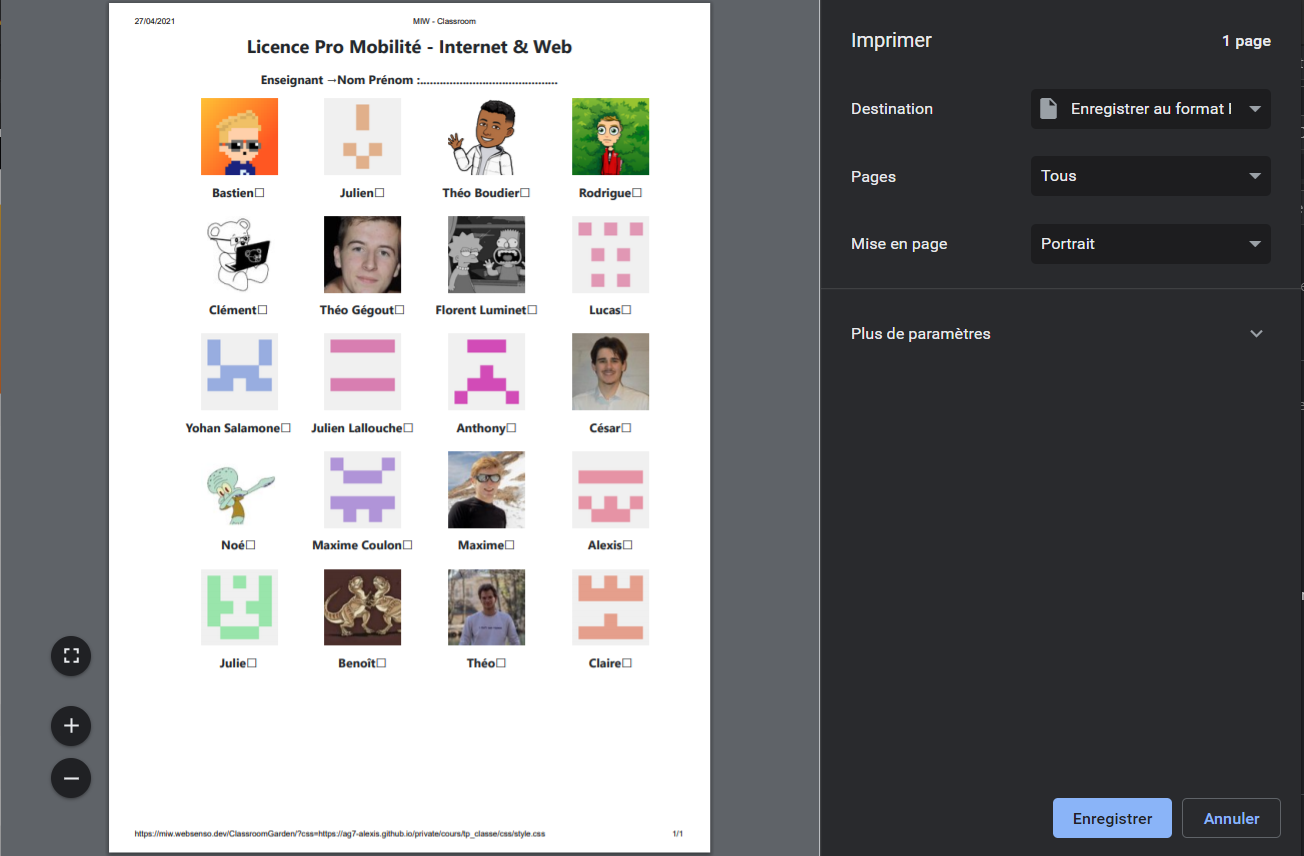 27/04/2021 MIW - Classroom
Licence Pro Mobilité - Internet & Web
Enseignant →Nom Prénom :..........................................
Bastien☐ Julien☐ Théo Boudier☐ Rodrigue☐
Clément☐ Théo Gégout☐ Florent Luminet☐ Lucas☐
Yohan Salamone☐ Julien Lallouche☐ Anthony☐ César☐
Noé☐ Maxime Coulon☐ Maxime☐ Alexis☐
Julie☐ Benoît☐ Théo☐ Claire☐
https://miw.websenso.dev/ClassroomGarden/?css=https://ag7-alexis.github.io/private/cours/tp_classe/css/style.css 1/1
Imprimer 1 page
Destination Enregistrer au format
Pages Tous
Mise en page Portrait
Plus de paramètres
Enregistrer Annuler